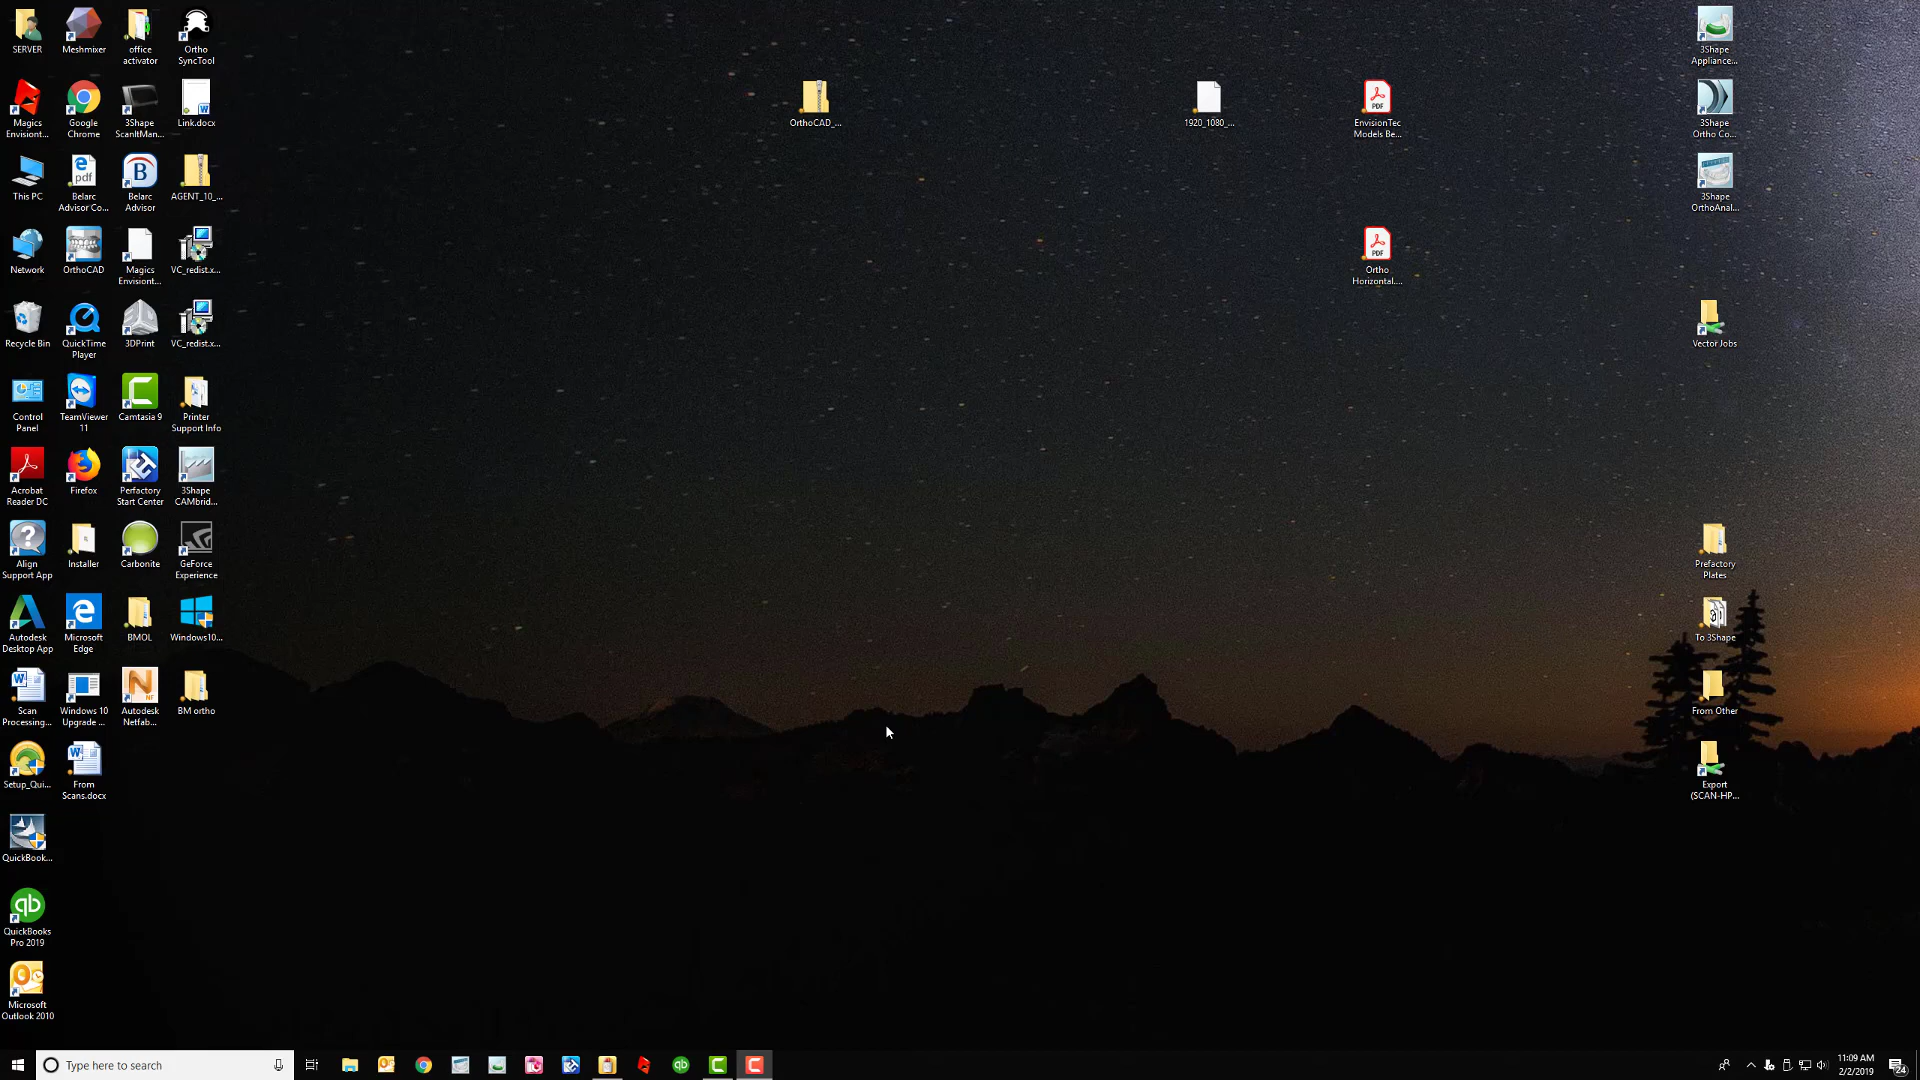 SERVER
Meshmixer
office
activator
Ortho
SyncTool
Magics
Envisiont...
Google
Chrome
3Shape
ScanItMan...
Link.docx
This PC
Belarc
Advisor Co...
Belarc
Advisor
AGENT_10_...
Network
OrthoCAD
Magics
Envisiont...
VC_redist.x...
Recycle Bin
QuickTime
Player
3DPrint
VC_redist.x...
Control
Panel
TeamViewer
11
Camtasia 9
Printer
Support Info
Acrobat
Reader DC
Firefox
Perfactory
Start Center
3Shape
CAMbrid...
Align
Support App
Installer
Carbonite
GeForce
Experience
Autodesk
Desktop App
Microsoft
Edge
BMOL
Windows10...
Scan
Processing...
Windows 10
Upgrade ...
Autodesk
Netfab...
BM ortho
Setup_Qui...
From
Scans.docx
QuickBook...
QuickBooks
Pro 2019
Microsoft
Outlook 2010
OrthoCAD_...
1920_1080_...
PDF
EnvisionTec
Models Be...
PDF
Ortho
Horizontal....
3Shape
Appliance...
3Shape
Ortho Co...
3Shape
OrthoAnal...
Vector Jobs
Prefactory
Plates
To 3Shape
From Other
Export
(SCAN-HP...
Type here to search
11:09 AM
2/2/2019
24